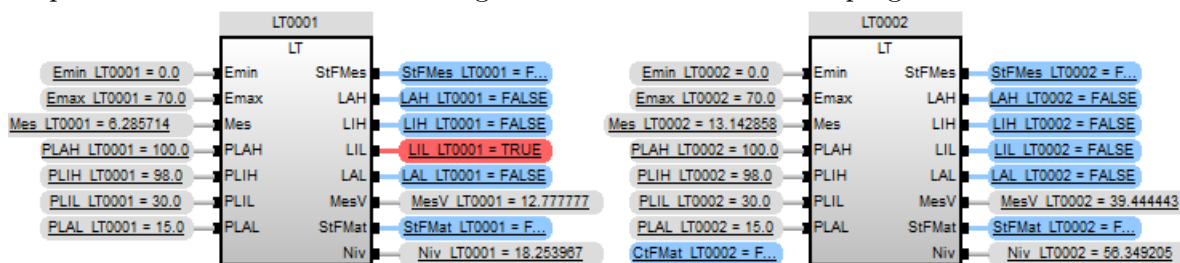 LT0001 LT0002
LT LT
Emin LT0001 = 0.0 Emin StFMes StFMes LT0001 = F... Emin LT0002 = 0.0 Emin StFMes StFMes LT0002 = F...
Emax LT0001 = 70.0 Emax LAH LAH LT0001 = FALSE Emax LT0002 = 70.0 Emax LAH LAH LT0002 = FALSE
Mes LT0001 = 6.285714 Mes LIH LIH LT0001 = FALSE Mes LT0002 = 13.142858 Mes LIH LIH LT0002 = FALSE
PLAH LT0001 = 100.0 PLAH LIL LIL LT0001 = TRUE PLAH LT0002 = 100.0 PLAH LIL LIL LT0002 = FALSE
PLIH LT0001 = 98.0 PLIH LAL LAL LT0001 = FALSE PLIH LT0002 = 98.0 PLIH LAL LAL LT0002 = FALSE
PLIL LT0001 = 30.0 PLIL MesV MesV LT0001 = 12.777777 PLIL LT0002 = 30.0 PLIL MesV MesV LT0002 = 39.444443
PLAL LT0001 = 15.0 PLAL StFMat StFMat LT0001 = F... PLAL LT0002 = 15.0 PLAL StFMat StFMat LT0002 = F...
Niv Niv LT0001 = 18.253967 CtFMat LT0002 = F... Niv Niv LT0002 = 56.349205